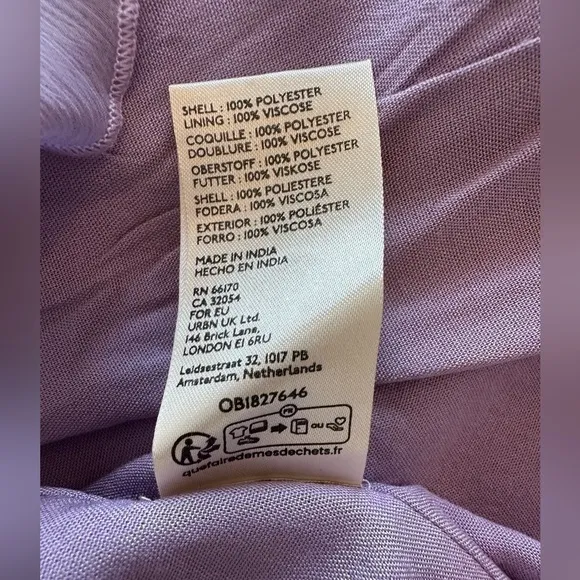 SHELL : 100% POLYESTER
LINING : 100% VISCOSE
COQUILLE : 100% POLYESTER
DOUBLURE : 100% VISCOSE
OBERSTOFF : 100% POLYESTER
FUTTER : 100% VISKOSE
SHELL : 100% POLIESTERE
FODERA : 100% VISCOSA
EXTERIOR : 100% POLIÉSTER
FORRO : 100% VISCOSA
MADE IN INDIA
HECHO EN INDIA
RN 66170
CA 32054
FOR EU
URBN UK Ltd.
146 Brick Lane,
LONDON E1 6RU
Leidsestraat 32, 1017 PB
Amsterdam, Netherlands
OB1827646
FR
OU
quefairedemesdechets.fr